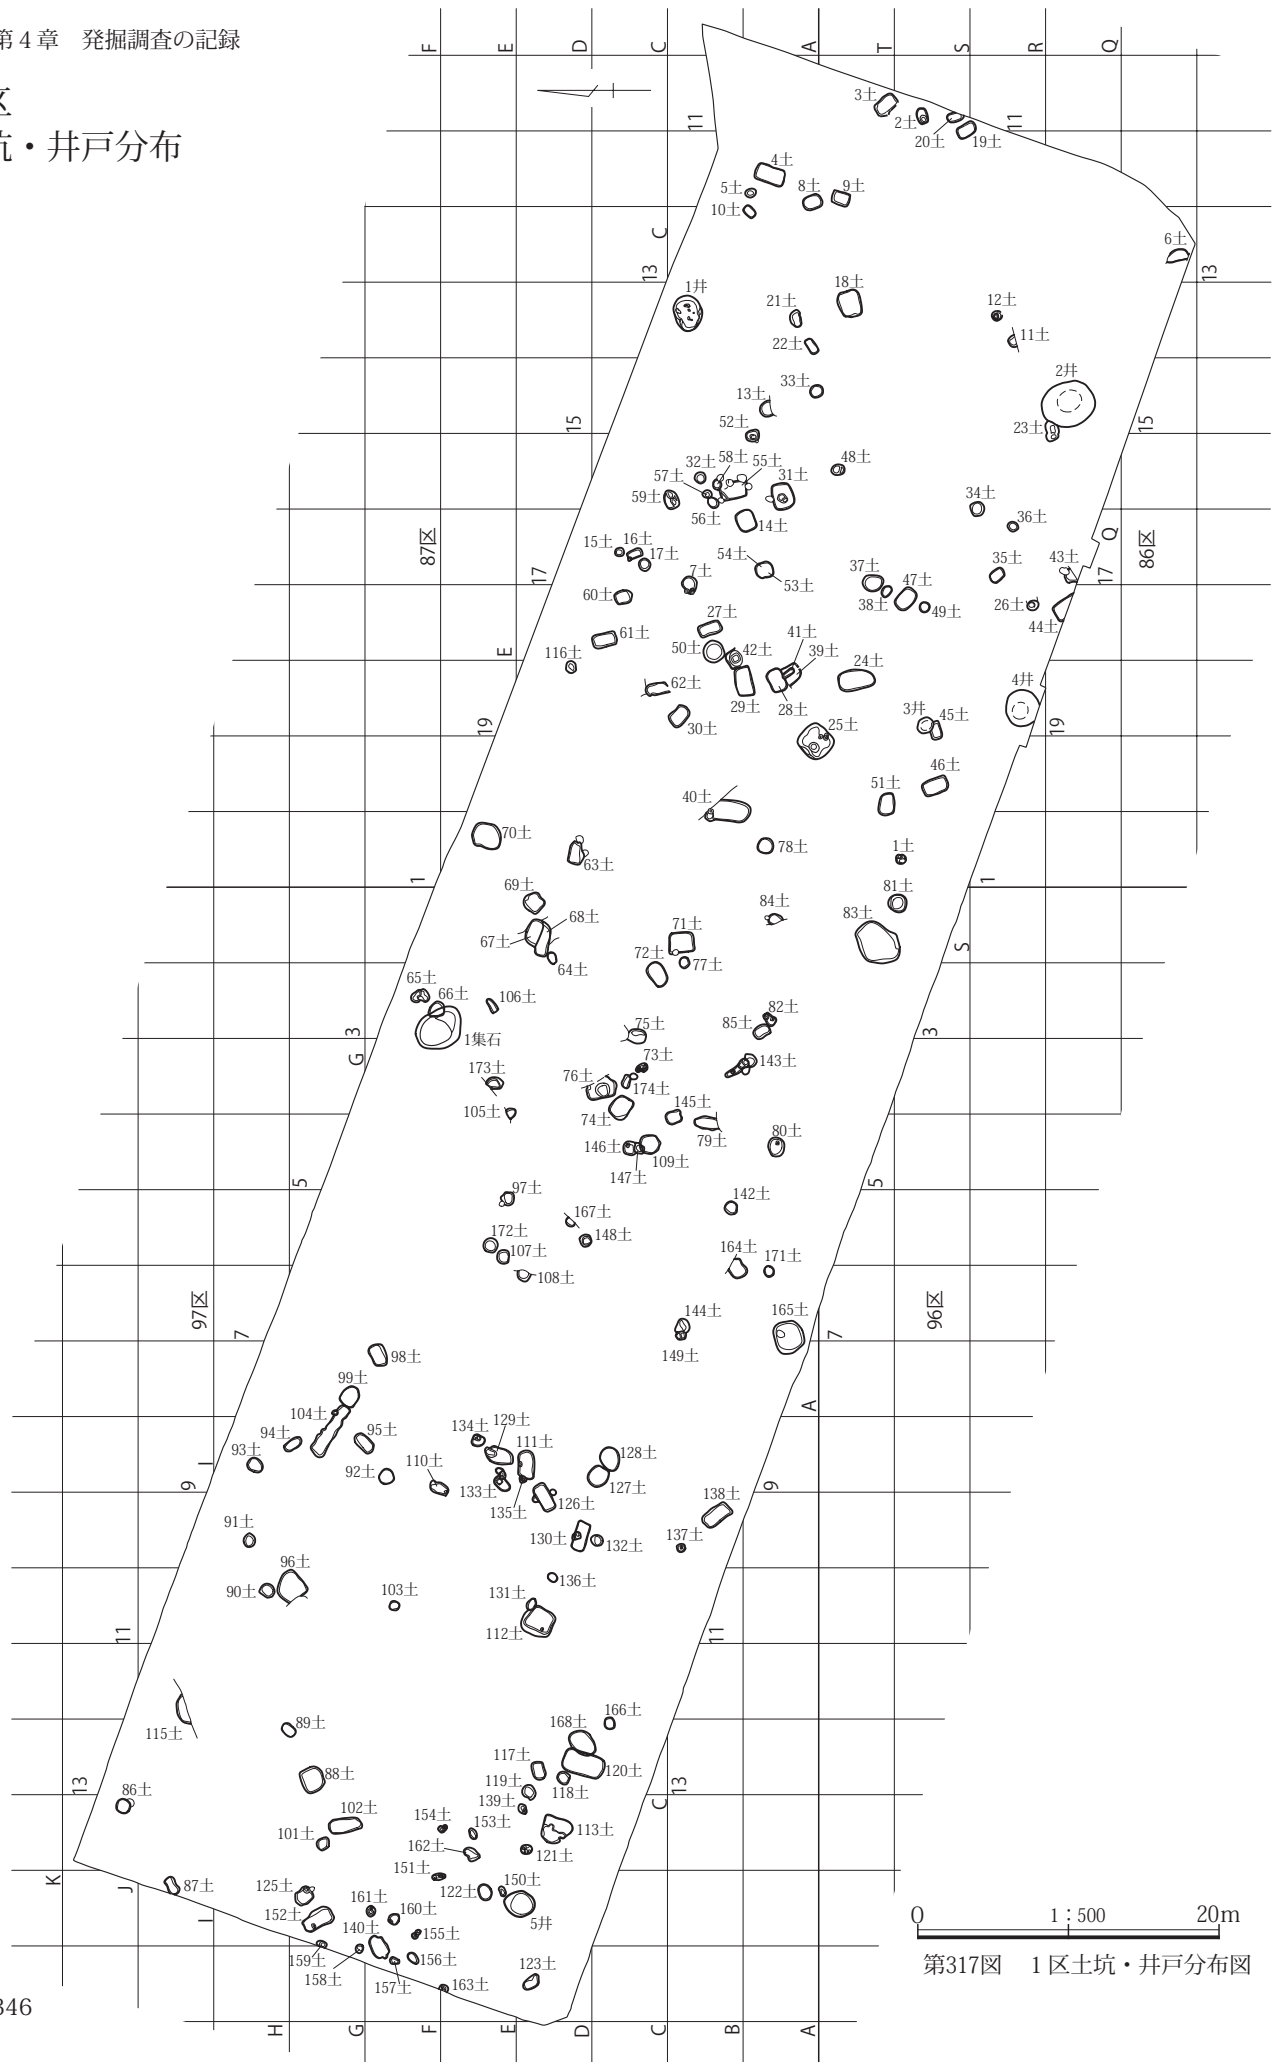 第4章 発掘調査の記録
区
坑・井戸分布
F E D C A T S R Q
11 11
3土
2土
20土 19土
4土
5土 8土 9土
10土
C
6土
13 13
1井 21土 18土 12土
22土 11土
33土 2井
13土
52土 23土
15 15
32土 58土 55土 31土 48土
57土
59土 34土
56土 14土 36土
87区 86区
Q
15土 16土 17土 54土 53土 37土 47土 35土 43土
17 17
7土
60土 38土 49土 26土 44土
27土
61土 50土 42土 41土 39土 24土
E 116土
62土 29土 28土 4井
30土 25土 3井 45土
19 19
46土
40土 51土
70土 78土 1土
63土
1 1
69土 81土
84土 83土
68土 71土
67土 72土 77土 S
64土
65土 66土 106土
82土
85土
3 75土 3
1集石
G 73土 143土
173土 76土 174土
105土 74土 145土
79土 80土
146土 109土
147土
5 97土 142土 5
167土
172土 148土
107土 164土 171土
108土
97区 96区
144土 165土
7 7
98土 149土
99土
A
104土
94土 95土 134土 129土 111土 128土
93土
I 92土 110土
133土 127土
9 9
135土 126土 138土
91土
130土 132土 137土
96土
90土 103土 131土 136土
112土
11 11
115土 89土 168土 166土
117土
88土 120土
13 119土 118土 13
86土 102土 139土 C
154土 153土 113土
101土
162土 121土
151土
K J 87土 125土 122土 150土
I 161土 160土
152土 140土 155土 5井
159土 156土
158土 157土 163土 123土
H G F E D C B A
0 1:500 20m
第317図 1区土坑・井戸分布図
346